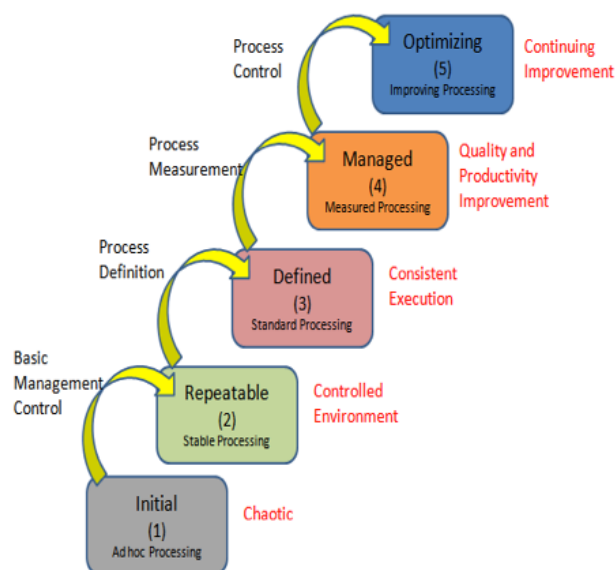 Process
Control
Optimizing
(5)
Improving Processing
Continuing
Improvement
Process
Measurement
Managed
(4)
Measured Processing
Quality and
Productivity
Improvement
Process
Definition
Defined
(3)
Standard Processing
Consistent
Execution
Basic
Management
Control
Repeatable
(2)
Stable Processing
Controlled
Environment
Initial
(1)
Adhoc Processing
Chaotic